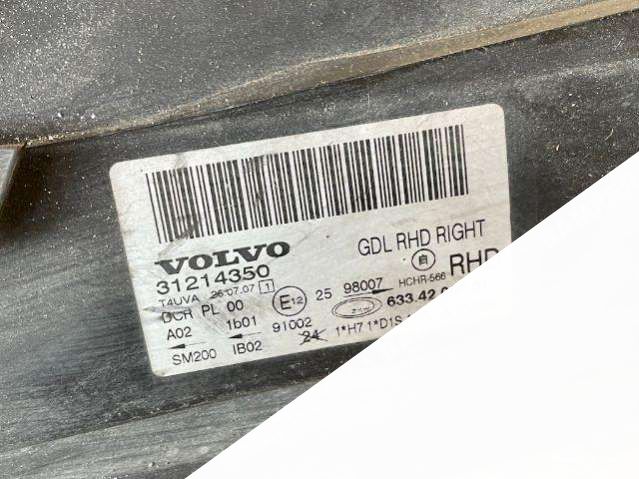 VOLVO GDL RHD RIGHT
31214350 自 RHD
T4UVA 26.07.07 1 HCHR-566
DCR PL 00 E12 25 98007 633.42.
A02 1b01 91002 24 1*H7 1*D1S
SM200 IB02